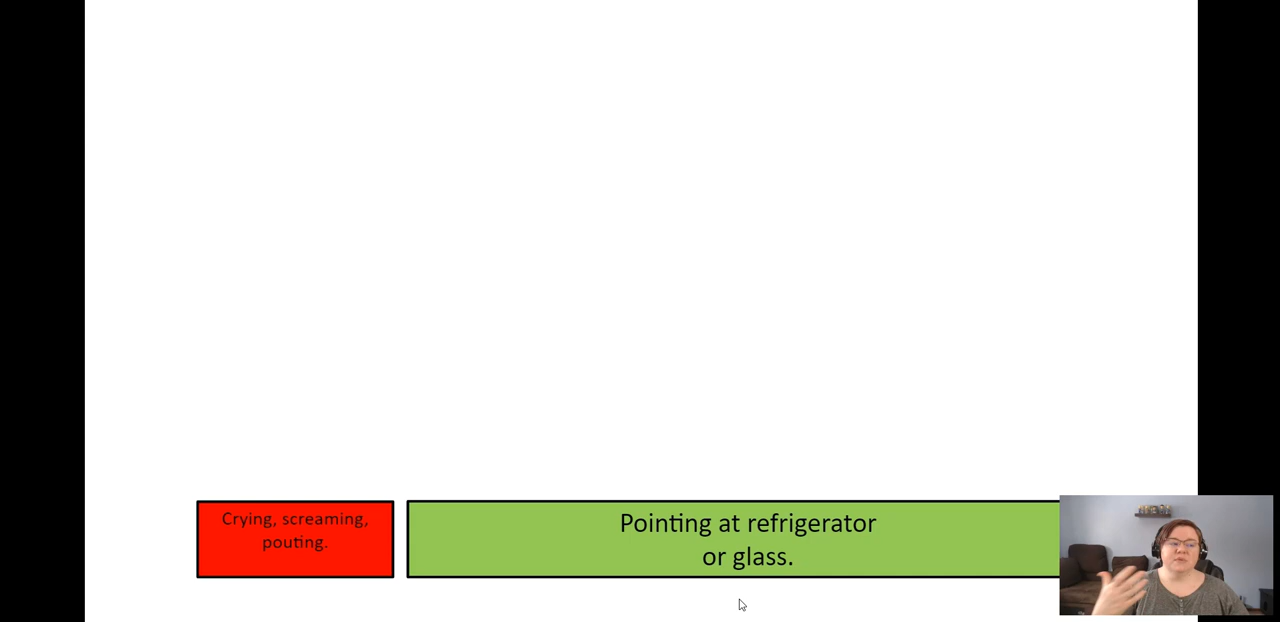 Crying, screaming,
pouting.
Pointing at refrigerator
or glass.